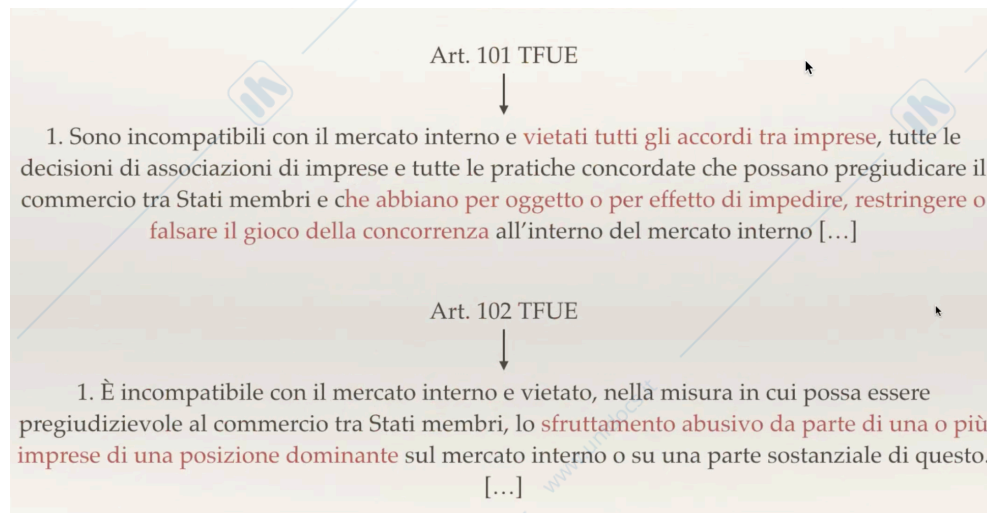 Art. 101 TFUE
1. Sono incompatibili con il mercato interno e vietati tutti gli accordi tra imprese, tutte le
decisioni di associazioni di imprese e tutte le pratiche concordate che possano pregiudicare il
commercio tra Stati membri e che abbiano per oggetto o per effetto di impedire, restringere o
falsare il gioco della concorrenza all'interno del mercato interno […]
Art. 102 TFUE
1. È incompatibile con il mercato interno e vietato, nella misura in cui possa essere
pregiudizievole al commercio tra Stati membri, lo sfruttamento abusivo da parte di una o più
imprese di una posizione dominante sul mercato interno o su una parte sostanziale di questo.
[…]